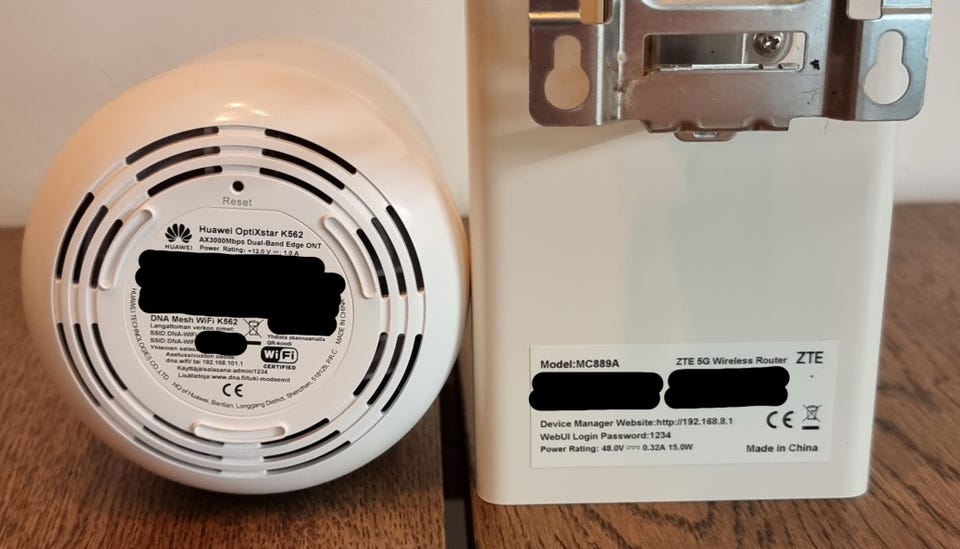 Reset
HUAWEI
Huawei OptiXstar K562
AX3000Mbps Dual-Band Edge ONT
Power Rating: +12.0 V ⎓; 1.0 A
DNA Mesh WiFi K562
Langattoman verkon nimet:
SSID:DNA-WIFI
SSID:DNA-WIFI
Yhteinen salas
Yhdistä skannaamalla
QR-koodi
Asetussivuston osoite:
dna.wifi/ tai 192.168.101.1
Käyttäjä/salasana:admin/1234
Lisätietoja:www.dna.fi/tuki-modeemit
WiFi
CERTIFIED
CE
HUAWEI TECHNOLOGIES CO.,LTD. HQ of Huawei, Bantian, Longgang District, Shenzhen, 518129, P.R.C MADE IN CHINA
Model:MC889A
ZTE 5G Wireless Router ZTE
Device Manager Website:http://192.168.8.1
WebUI Login Password:1234
Power Rating: 48.0V ⎓ 0.32A 15.0W
CE
Made in China